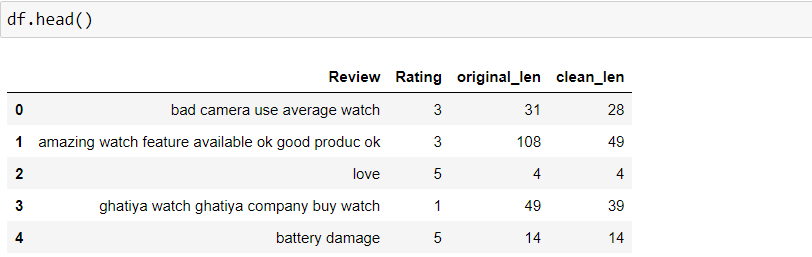 df.head()
Review Rating original_len clean_len
0 bad camera use average watch 3 31 28
1 amazing watch feature available ok good produc ok 3 108 49
2 love 5 4 4
3 ghatiya watch ghatiya company buy watch 1 49 39
4 battery damage 5 14 14